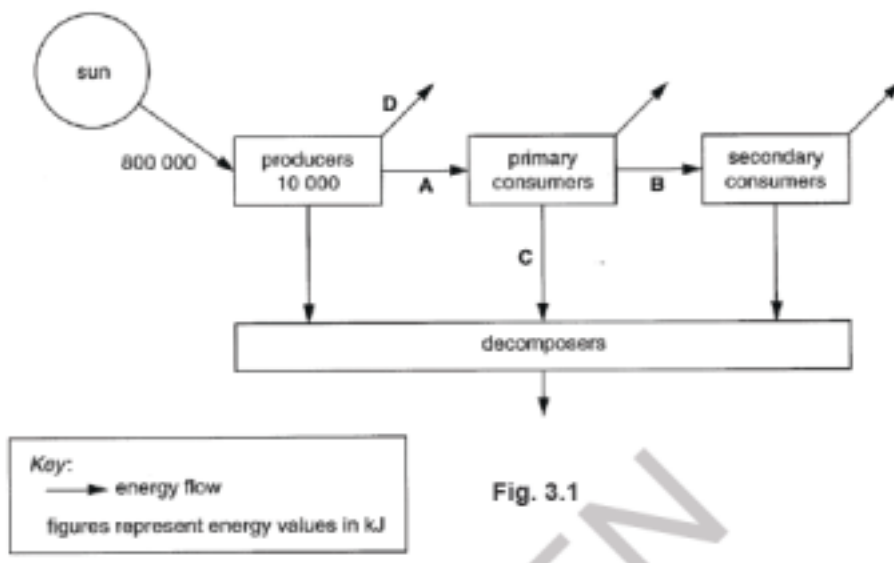 sun
800 000
D
producers
10 000
A
primary
consumers
B
secondary
consumers
C
decomposers
Key:
energy flow
figures represent energy values in kJ
Fig. 3.1
EN